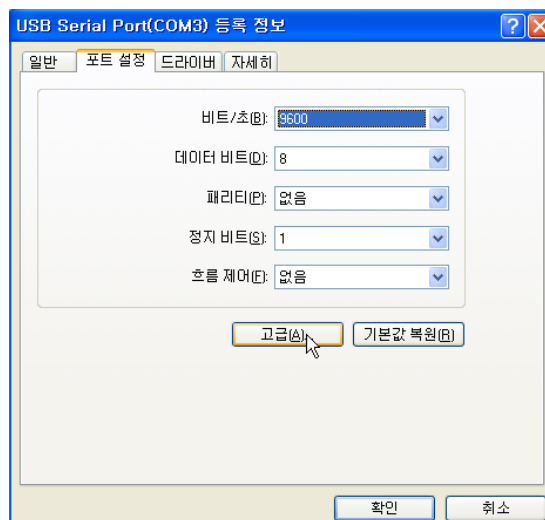 USB Serial Port(COM3) 등록 정보
일반 포트 설정 드라이버 자세히
비트/초(B): 9600
데이터 비트(D): 8
패리티(P): 없음
정지 비트(S): 1
흐름 제어(F): 없음
고급(A)... 기본값 복원(R)
확인 취소